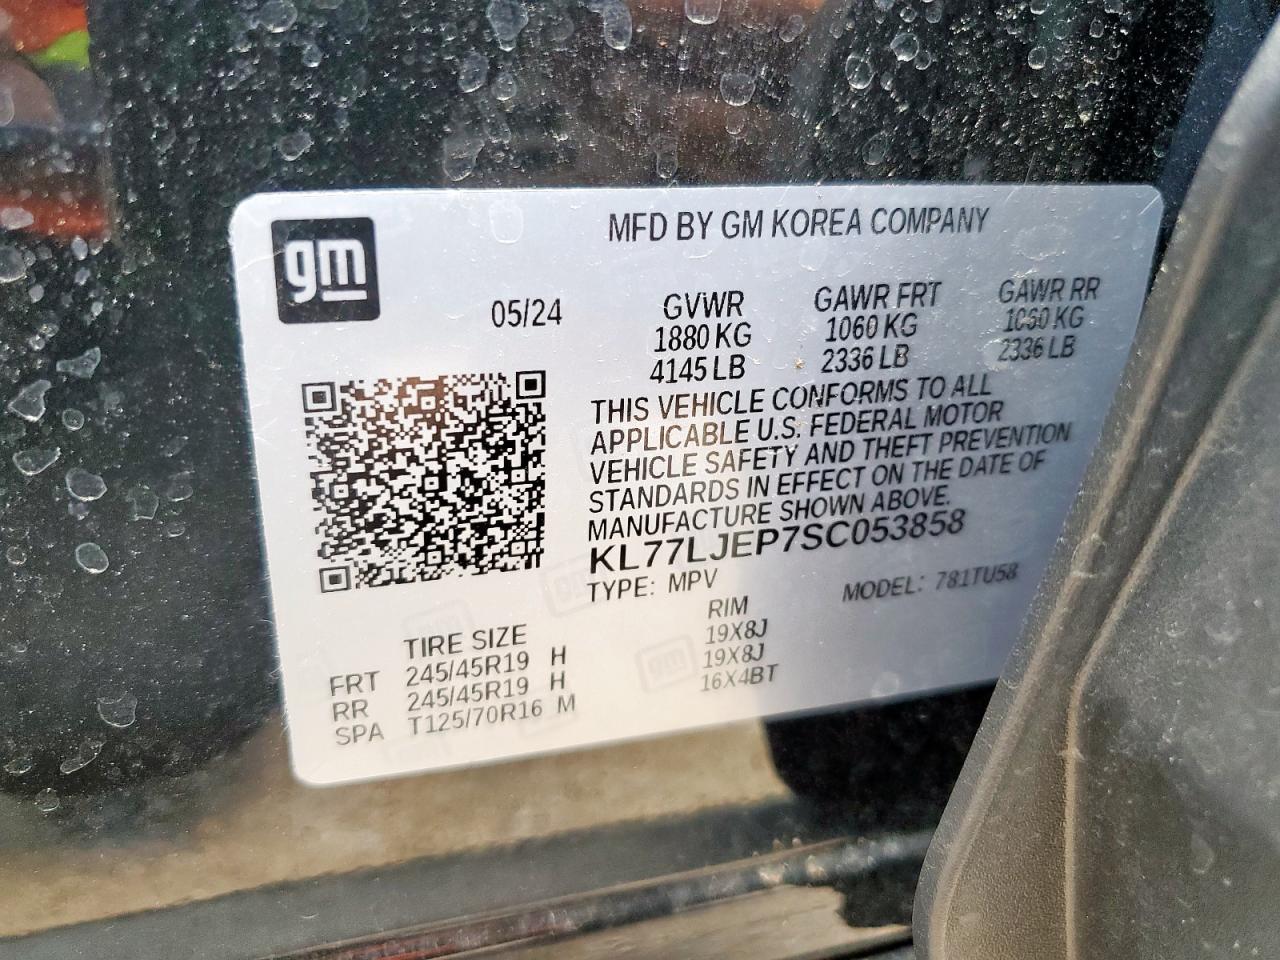 gm
MFD BY GM KOREA COMPANY
05/24 GVWR GAWR FRT GAWR RR
1880 KG 1060 KG 1060 KG
4145 LB 2336 LB 2336 LB
THIS VEHICLE CONFORMS TO ALL
APPLICABLE U.S. FEDERAL MOTOR
VEHICLE SAFETY AND THEFT PREVENTION
STANDARDS IN EFFECT ON THE DATE OF
MANUFACTURE SHOWN ABOVE.
KL77LJEP7SC053858
TYPE: MPV MODEL: 781TU58
TIRE SIZE RIM
FRT 245/45R19 H 19X8J
RR 245/45R19 H 19X8J
SPA T125/70R16 M 16X4BT